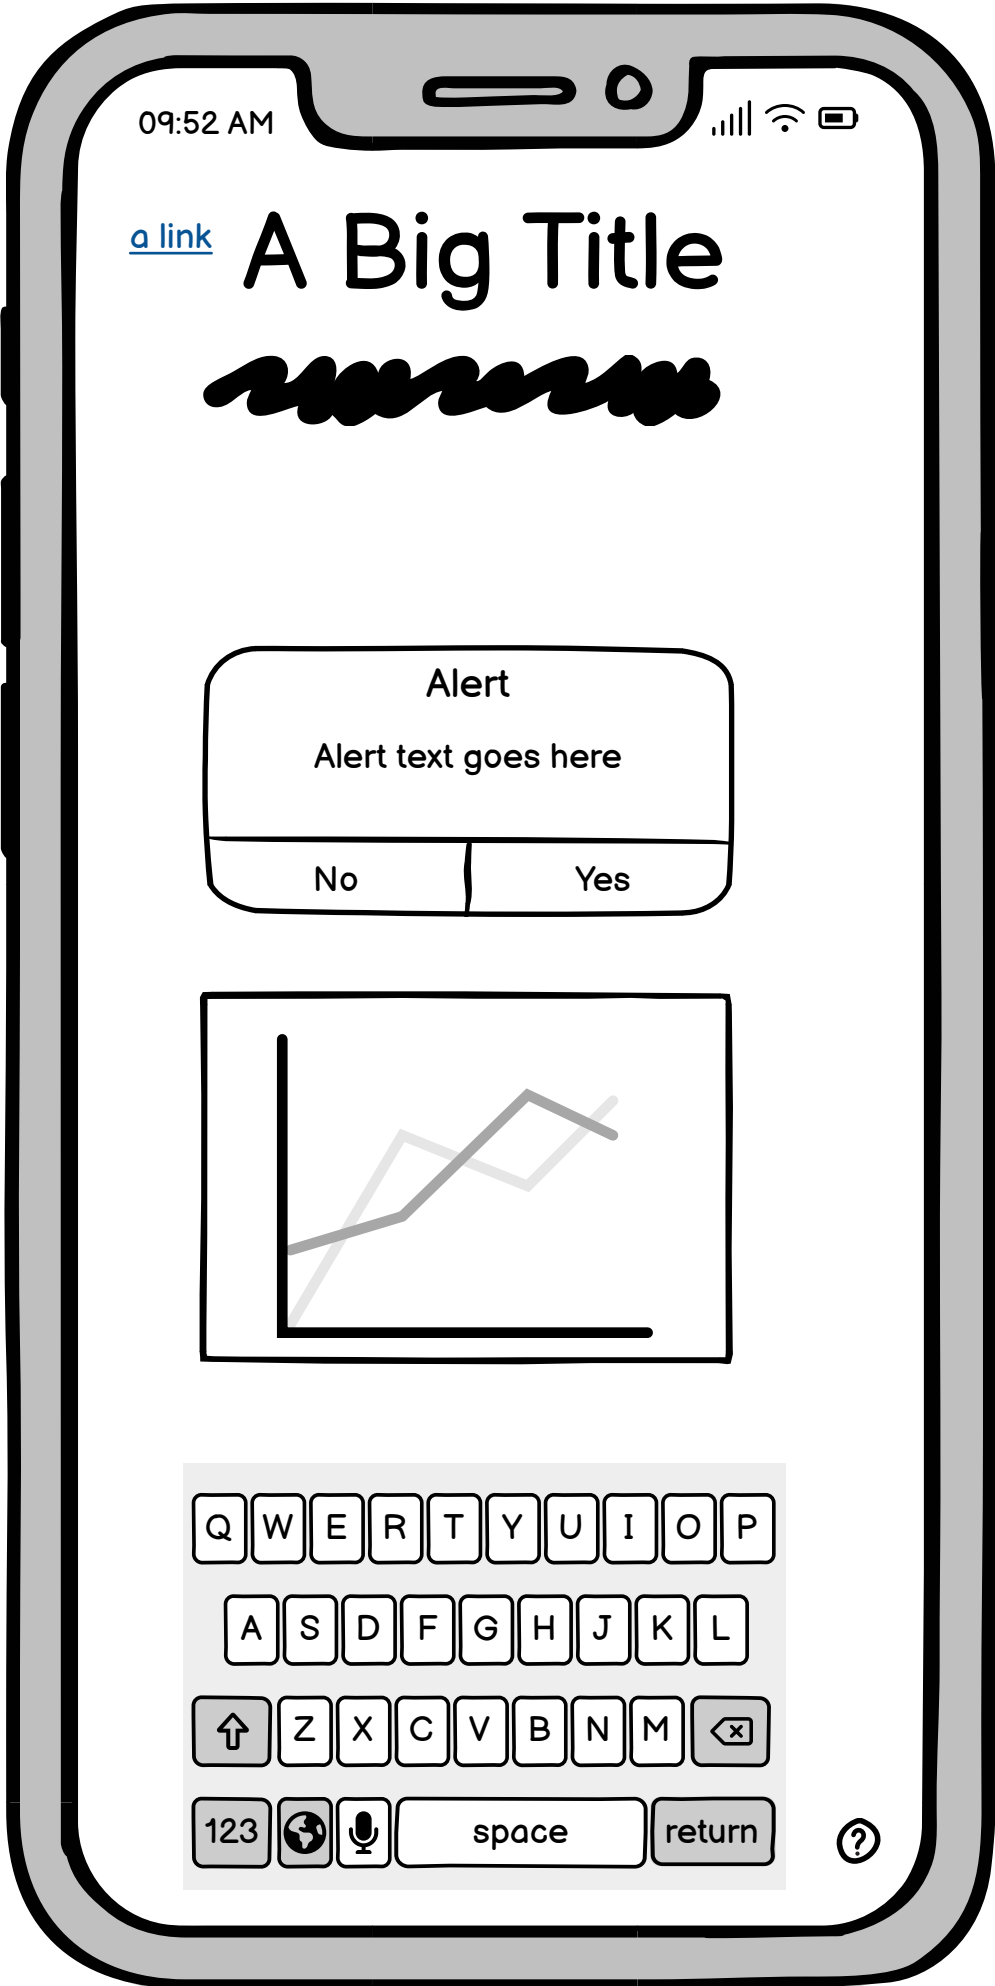 09:52 AM
a link A Big Title
Alert
Alert text goes here
No Yes
Q W E R T Y U I O P
A S D F G H J K L
Z X C V B N M
123 space return
?